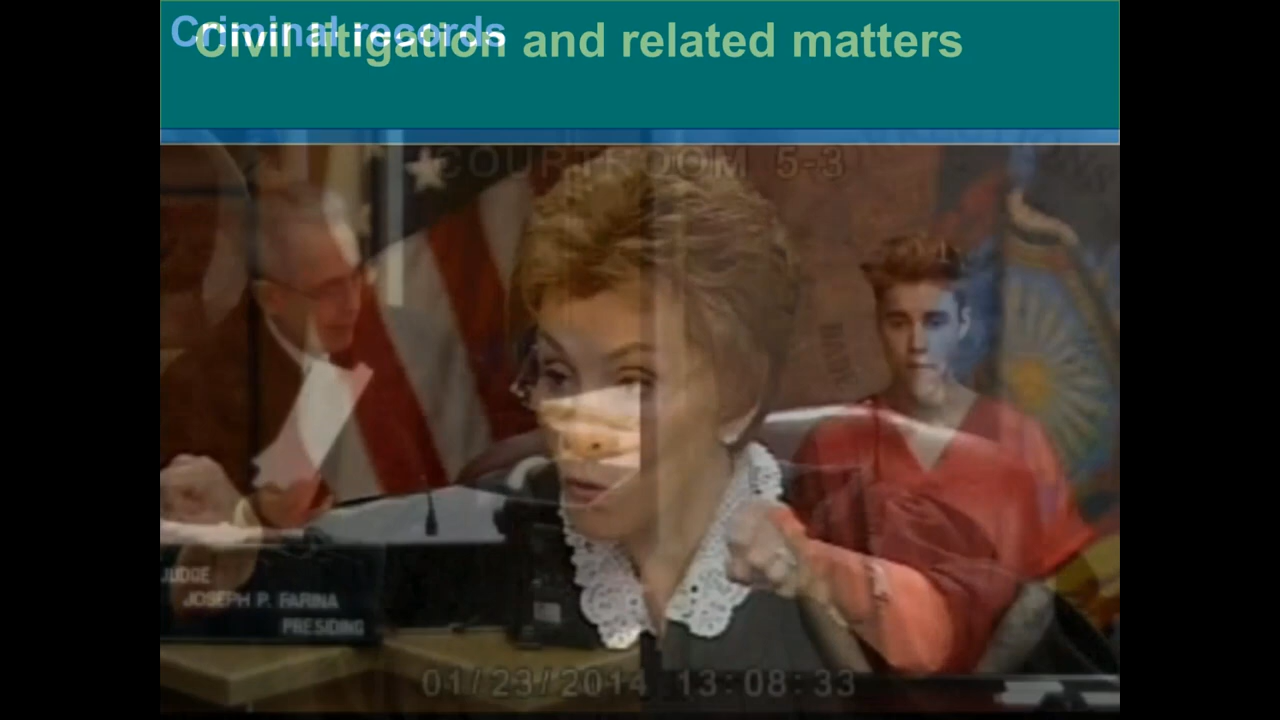 Criminal records
Civil litigation and related matters
COURTROOM 5-3
JUDGE
JOSEPH P. FARINA
PRESIDING
01/23/2014 13:08:33